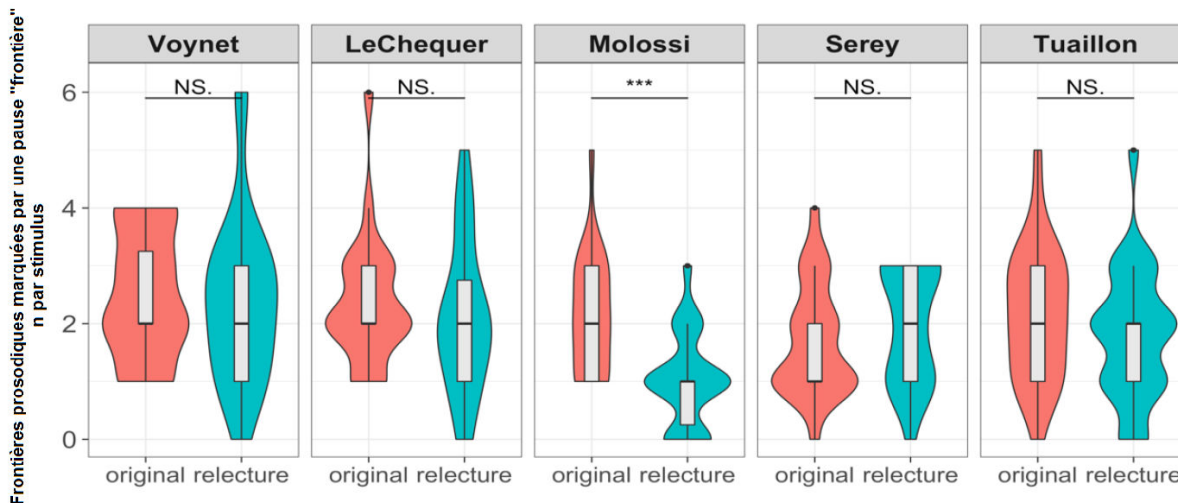 Frontières prosodiques marquées par une pause "frontière"
n par stimulus
Voynet LeChequer Molossi Serey Tuaillon
NS. NS. *** NS. NS.
6
4
2
0
original relecture original relecture original relecture original relecture original relecture